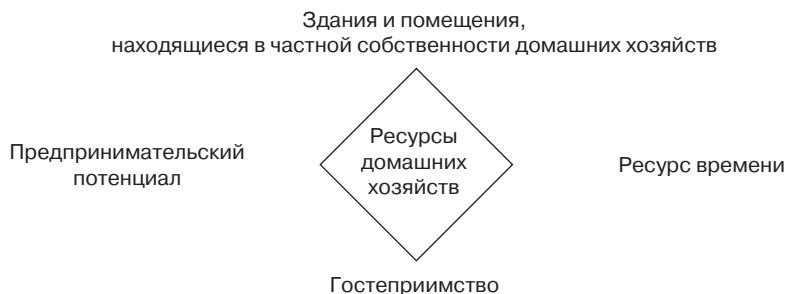 Здания и помещения,
находящиеся в частной собственности домашних хозяйств
Предпринимательский
потенциал
Ресурсы
домашних
хозяйств
Ресурс времени
Гостеприимство